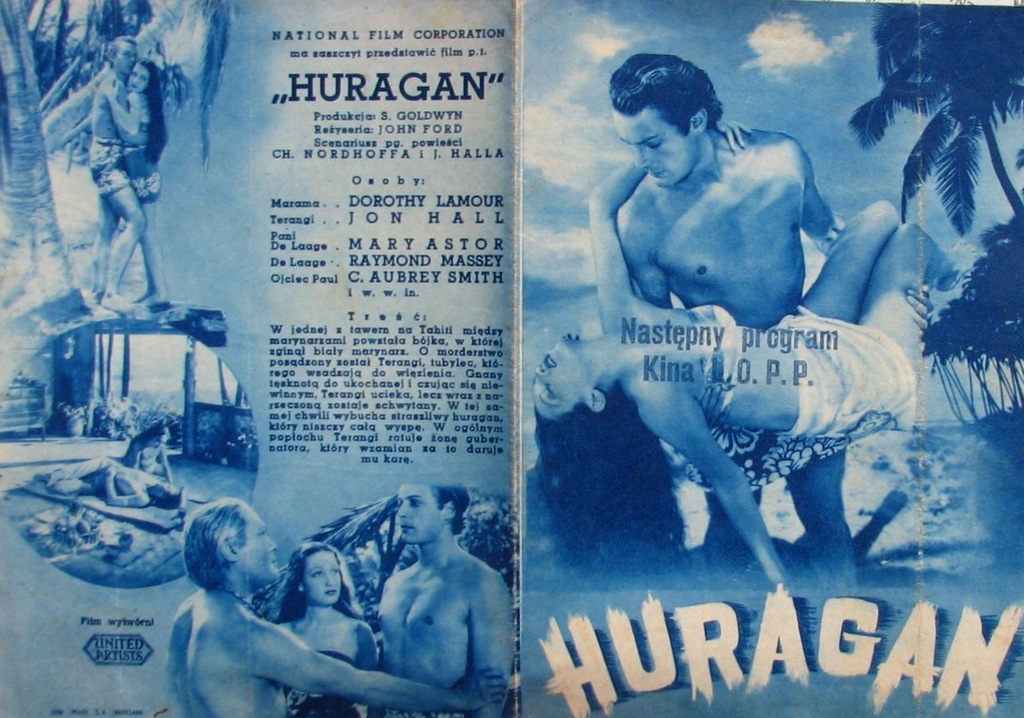 NATIONAL FILM CORPORATION
ma zaszczyt przedstawić film p.t.
„HURAGAN"
Produkcja: S. GOLDWYN
Reżyseria: JOHN FORD
Scenariusz pg. powieści
CH. NORDHOFFA i J. HALLA
Osoby:
Marama . . DOROTHY LAMOUR
Terangi . . JON HALL
Pani
De Laage . MARY ASTOR
De Laage . RAYMOND MASSEY
Ojciec Paul C. AUBREY SMITH
i w. w. in.
Treść:
W jednej z tawern na Tahiti między
marynarzami powstała bójka, w której
zginął biały marynarz. O morderstwo
posądzony został Terangi, tubylec, któ-
rego wsadzają do więzienia. Gnany
tęsknotą do ukochanej i czując się nie-
winnym, Terangi ucieka, lecz wraz z na-
rzeczoną zostaje schwytany. W tej sa-
mej chwili wybucha straszliwy huragan,
który niszczy całą wyspę. W ogólnym
popłochu Terangi ratuje żonę guber-
natora, który wzamian za to daruje
mu karę.
Film wytwórni
UNITED
ARTISTS
DOM PRASY S.A. WARSZAWA
Następny program
Kina L. O. P. P.
HURAGAN